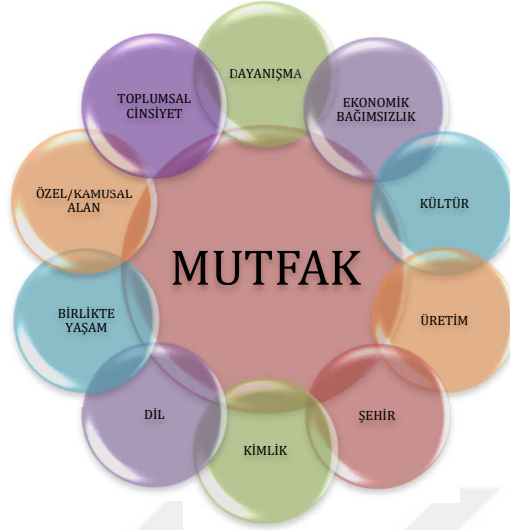 DAYANIŞMA
EKONOMİK
BAĞIMSIZLIK
KÜLTÜR
ÜRETİM
ŞEHİR
KİMLİK
DİL
BİRLİKTE
YAŞAM
ÖZEL/KAMUSAL
ALAN
TOPLUMSAL
CİNSİYET
MUTFAK